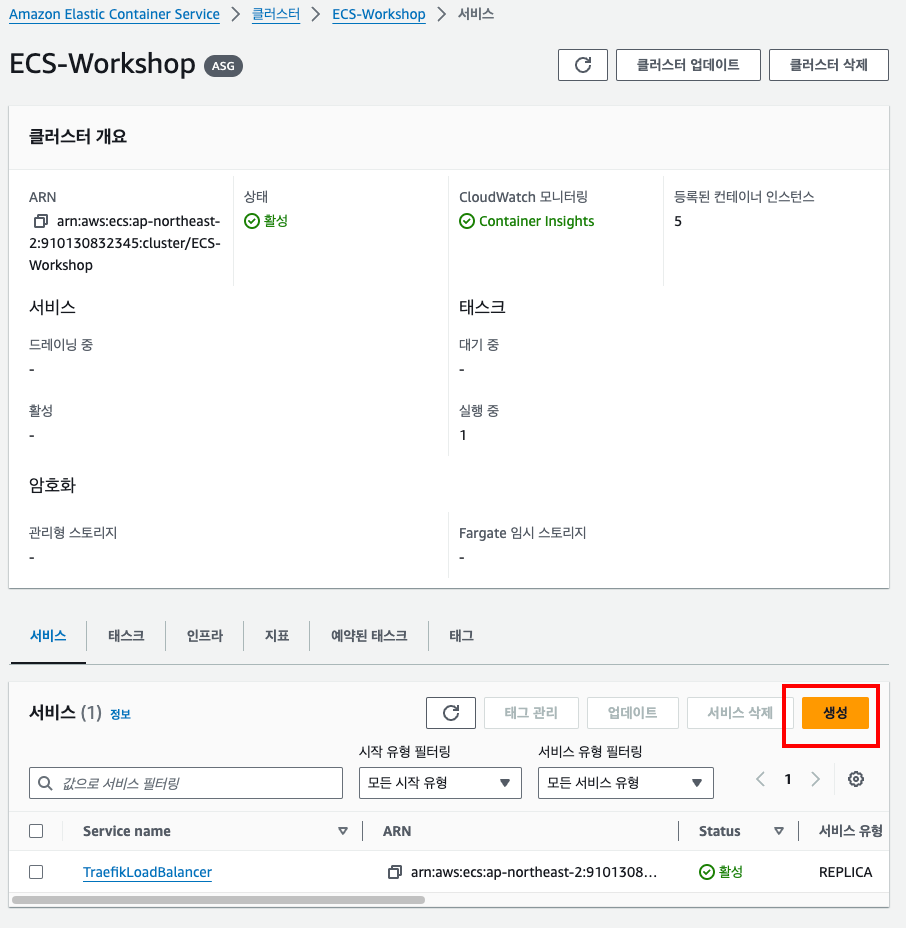 Amazon Elastic Container Service > 클러스터 > ECS-Workshop > 서비스
ECS-Workshop ASG
클러스터 업데이트
클러스터 삭제
클러스터 개요
ARN
arn:aws:ecs:ap-northeast-
2:910130832345:cluster/ECS-
Workshop
상태
활성
CloudWatch 모니터링
Container Insights
등록된 컨테이너 인스턴스
5
서비스
드레이닝 중
-
활성
-
태스크
대기 중
-
실행 중
1
암호화
관리형 스토리지
-
Fargate 임시 스토리지
-
서비스 태스크 인프라 지표 예약된 태스크 태그
서비스 (1) 정보
태그 관리
업데이트
서비스 삭제
생성
시작 유형 필터링
서비스 유형 필터링
값으로 서비스 필터링
모든 시작 유형
모든 서비스 유형
1
Service name ARN Status 서비스 유형
TraefikLoadBalancer arn:aws:ecs:ap-northeast-2:9101308... 활성 REPLICA